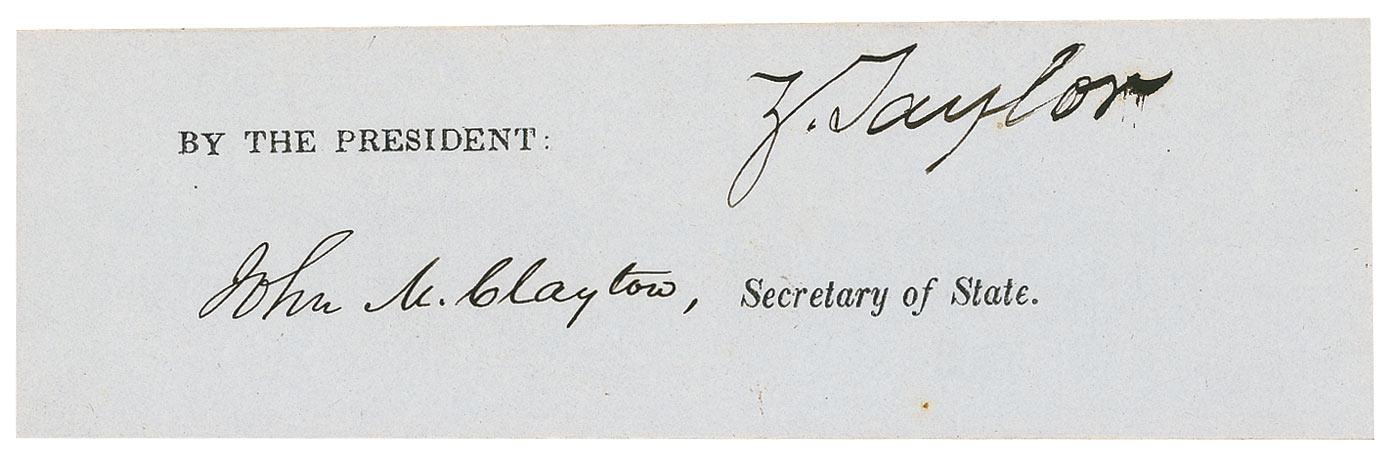 Z. Taylor
BY THE PRESIDENT:
John M. Clayton, Secretary of State.